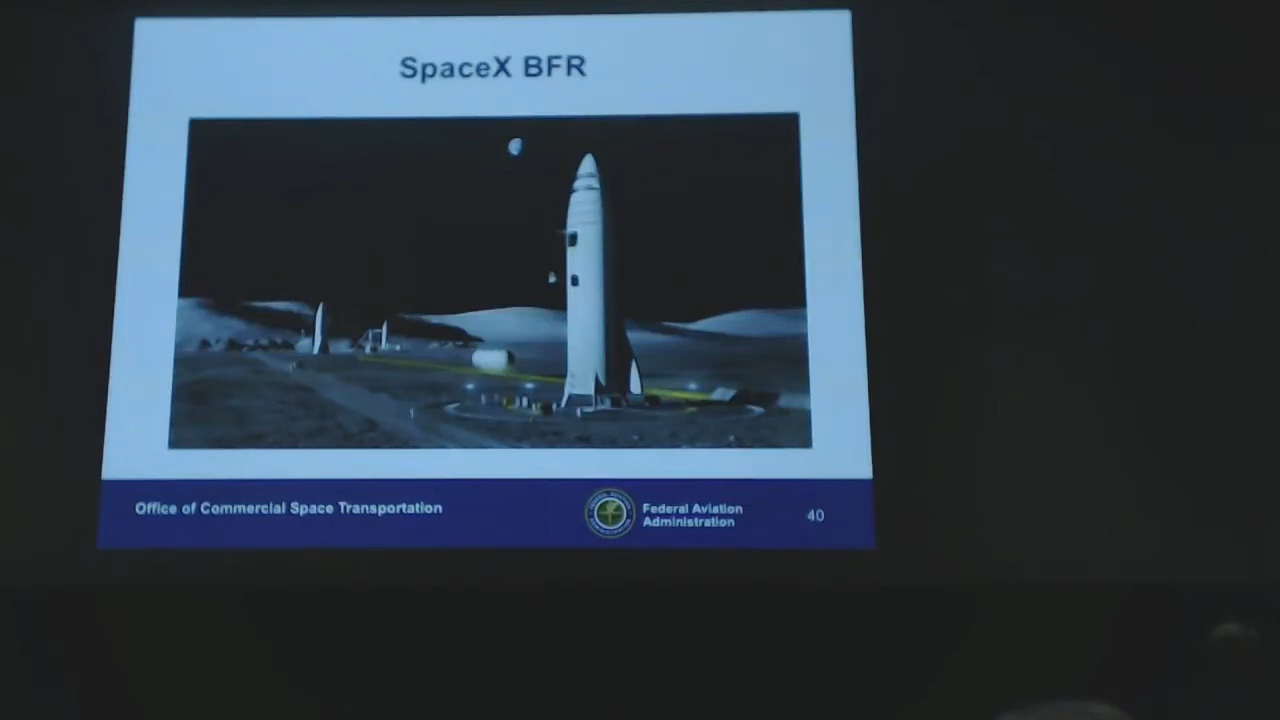 SpaceX BFR
Office of Commercial Space Transportation
Federal Aviation
Administration
40